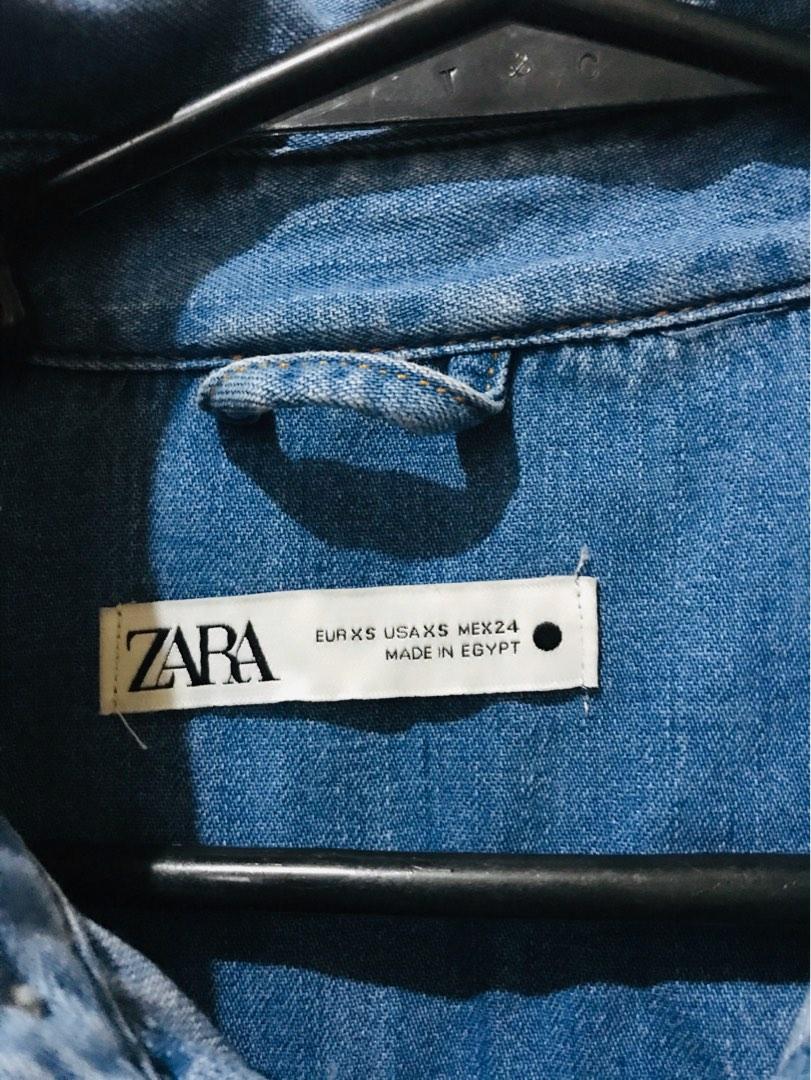 T & C
ZARA
EUR XS USA XS MEX 24
MADE IN EGYPT